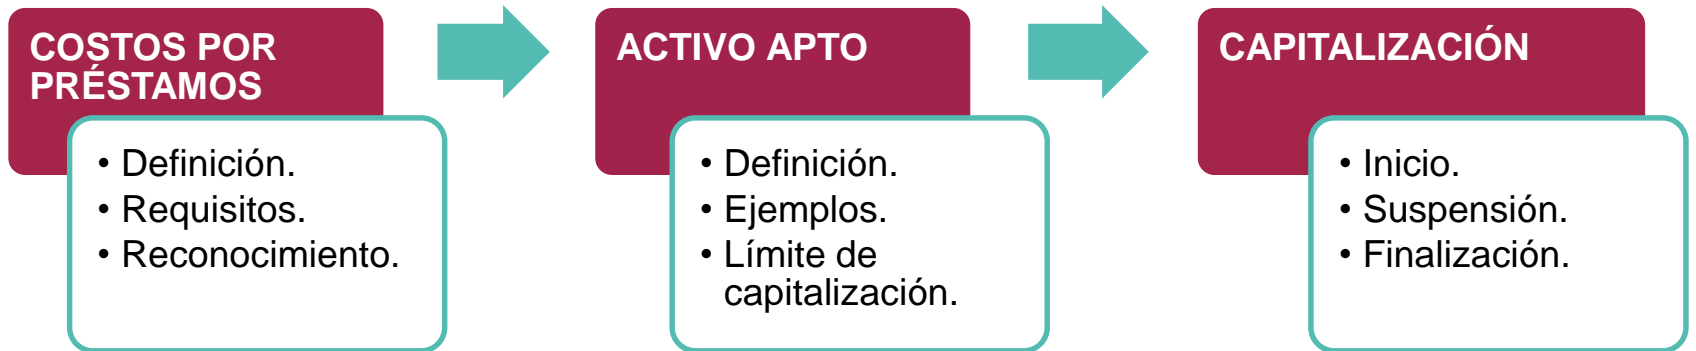 COSTOS POR
PRÉSTAMOS
• Definición.
• Requisitos.
• Reconocimiento.
ACTIVO APTO
• Definición.
• Ejemplos.
• Límite de
capitalización.
CAPITALIZACIÓN
• Inicio.
• Suspensión.
• Finalización.